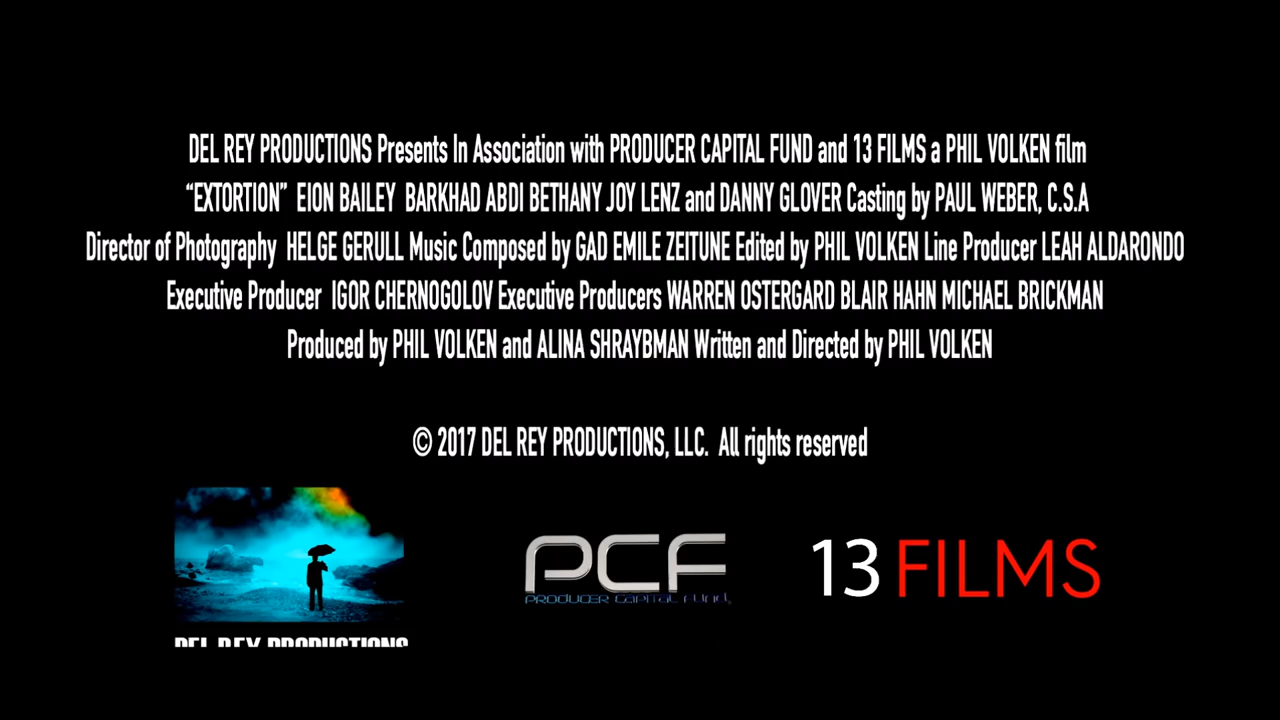 DEL REY PRODUCTIONS Presents In Association with PRODUCER CAPITAL FUND and 13 FILMS a PHIL VOLKEN film
“EXTORTION” EION BAILEY BARKHAD ABDI BETHANY JOY LENZ and DANNY GLOVER Casting by PAUL WEBER, C.S.A
Director of Photography HELGE GERULL Music Composed by GAD EMILE ZEITUNE Edited by PHIL VOLKEN Line Producer LEAH ALDARONDO
Executive Producer IGOR CHERNOGOLOV Executive Producers WARREN OSTERGARD BLAIR HAHN MICHAEL BRICKMAN
Produced by PHIL VOLKEN and ALINA SHRAYBMAN Written and Directed by PHIL VOLKEN
© 2017 DEL REY PRODUCTIONS, LLC. All rights reserved
PCF
PRODUCER CAPITAL FUND
13 FILMS
DEL REY PRODUCTIONS